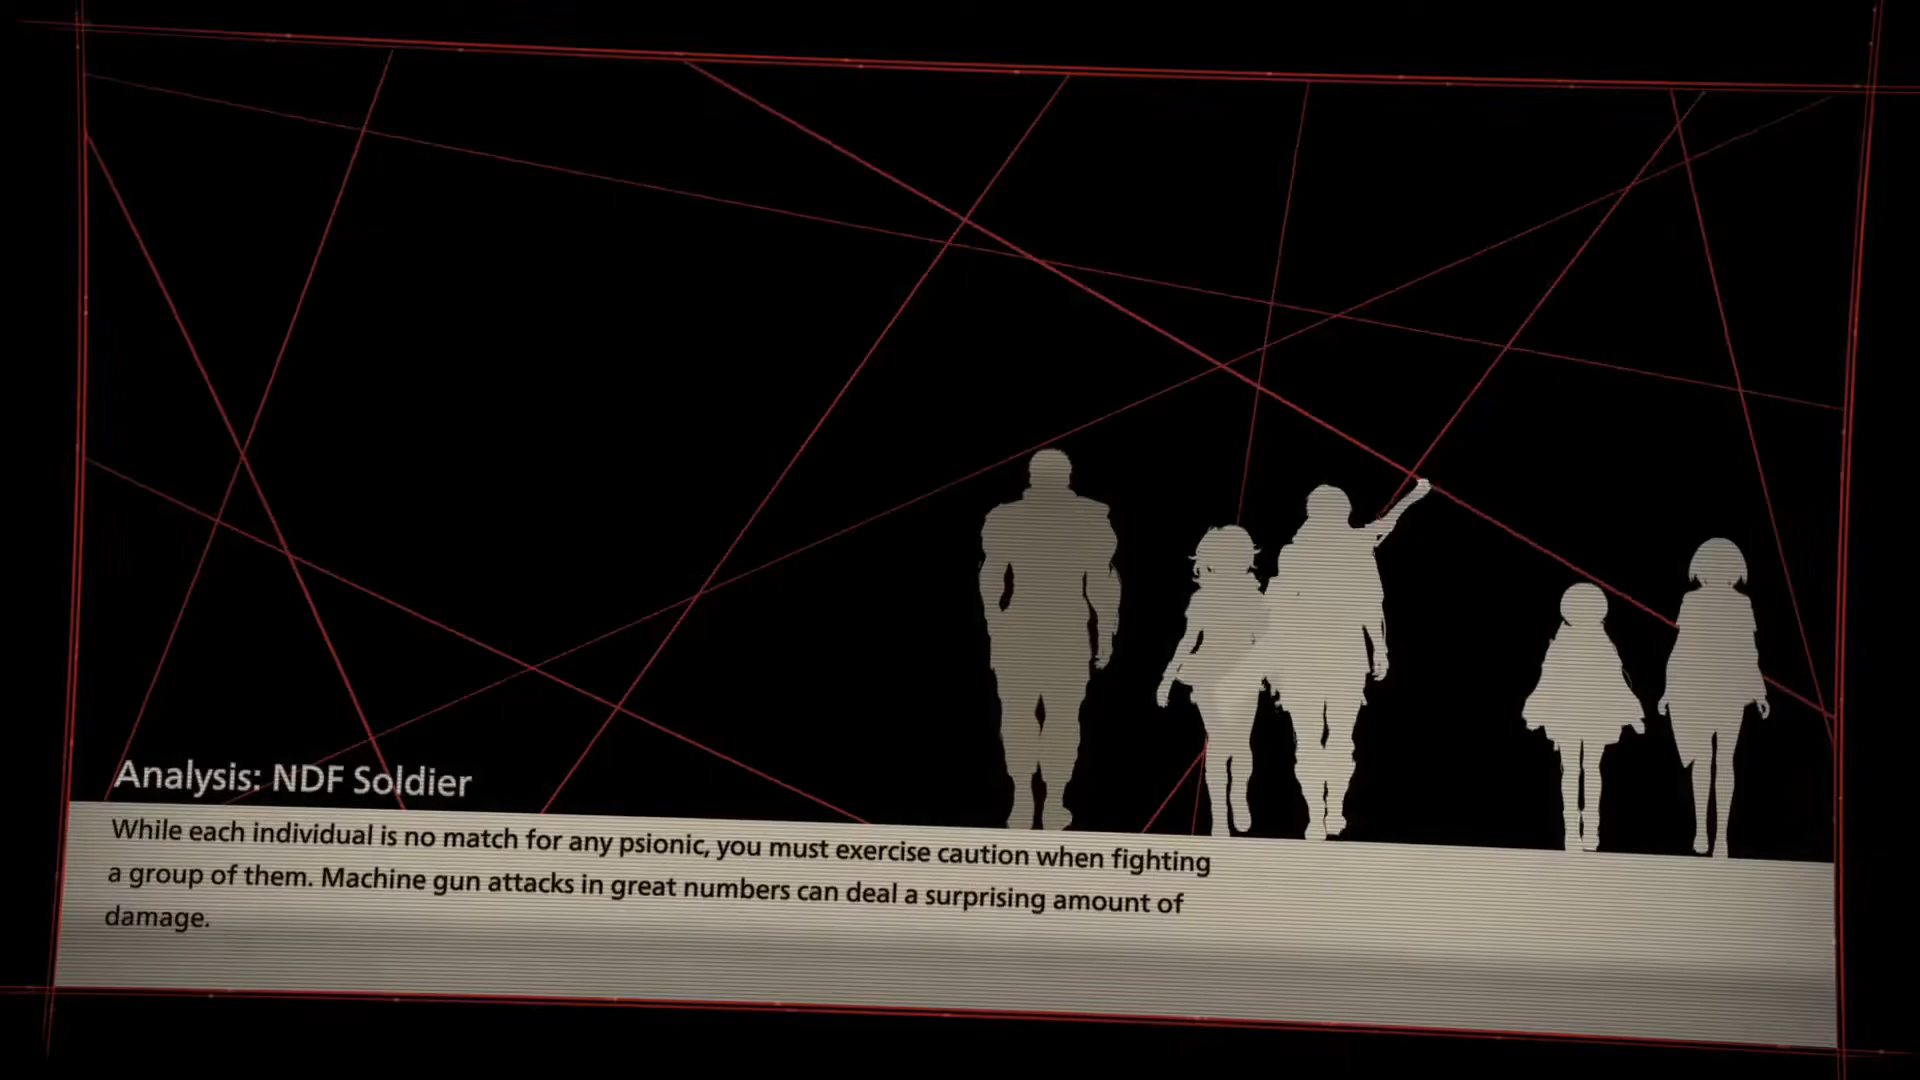 Analysis: NDF Soldier
While each individual is no match for any psionic, you must exercise caution when fighting
a group of them. Machine gun attacks in great numbers can deal a surprising amount of
damage.